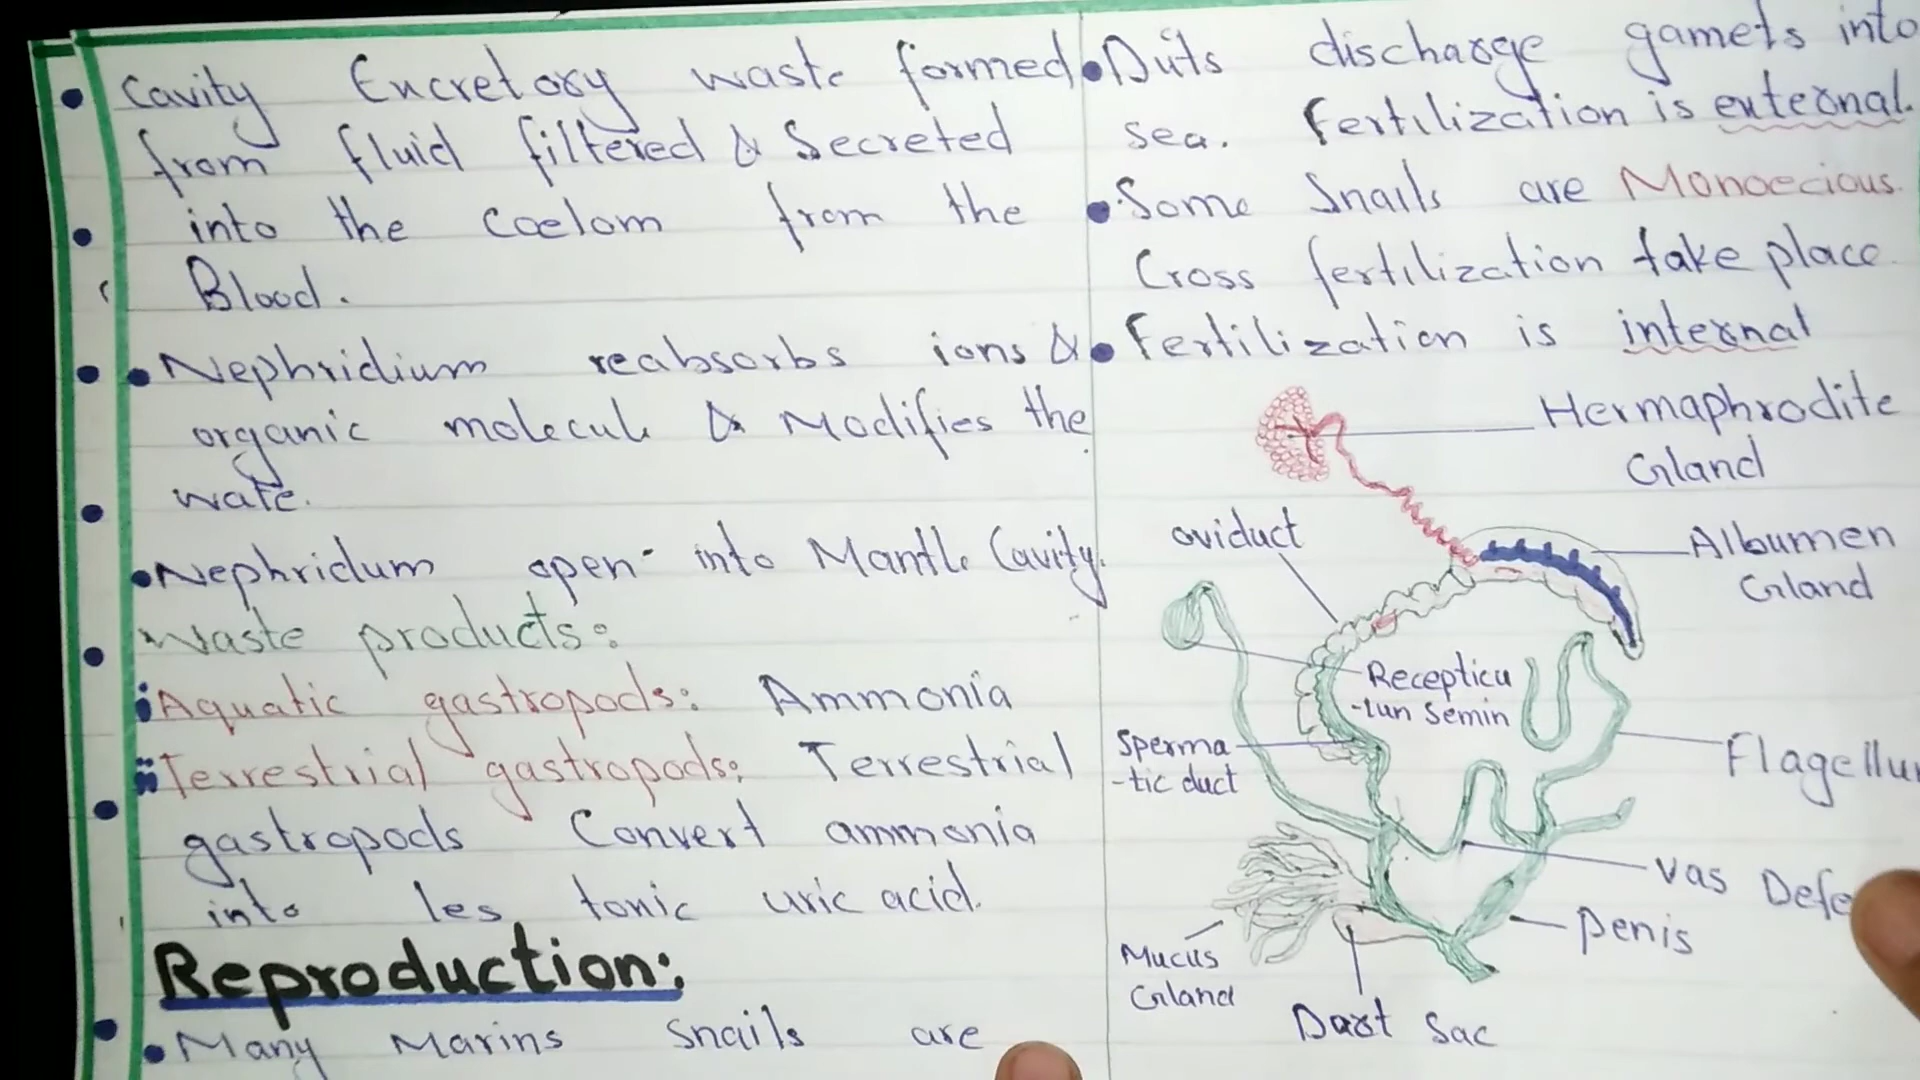 Cavity Excretory waste formed
from fluid filtered & Secreted
into the Coelom from the
Blood.
Nephridium reabsorbs ions &
organic molecule & Modifies the
wate.
Nephridum open into Mantle Cavity.
Waste products:
i Aquatic gastropods: Ammonia
ii Terrestrial gastropods: Terrestrial
gastropods Convert ammonia
into les tonic uric acid.
Reproduction:
Many Marins Snails are
Duts discharge gamets into
sea. Fertilization is external.
Some Snails are Monoecious.
Cross fertilization take place.
Fertilization is internal
Hermaphrodite
Gland
oviduct
Albumen
Gland
Recepticu
-lun Semin
Sperma
-tic duct
Flagellu
Vas Defe
Penis
Mucus
Gland
Dart Sac